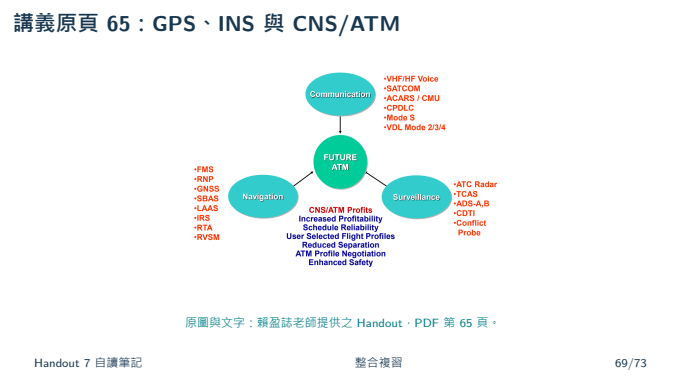 講義原頁 65：GPS、INS 與 CNS/ATM
Communication
•VHF/HF Voice
•SATCOM
•ACARS / CMU
•CPDLC
•Mode S
•VDL Mode 2/3/4
FUTURE
ATM
•FMS
•RNP
•GNSS
•SBAS
•LAAS
•IRS
•RTA
•RVSM
Navigation
Surveillance
•ATC Radar
•TCAS
•ADS-A,B
•CDTI
•Conflict
Probe
CNS/ATM Profits
Increased Profitability
Schedule Reliability
User Selected Flight Profiles
Reduced Separation
ATM Profile Negotiation
Enhanced Safety
原圖與文字：賴盈誌老師提供之 Handout，PDF 第 65 頁。
Handout 7 自讀筆記
整合複習
69/73